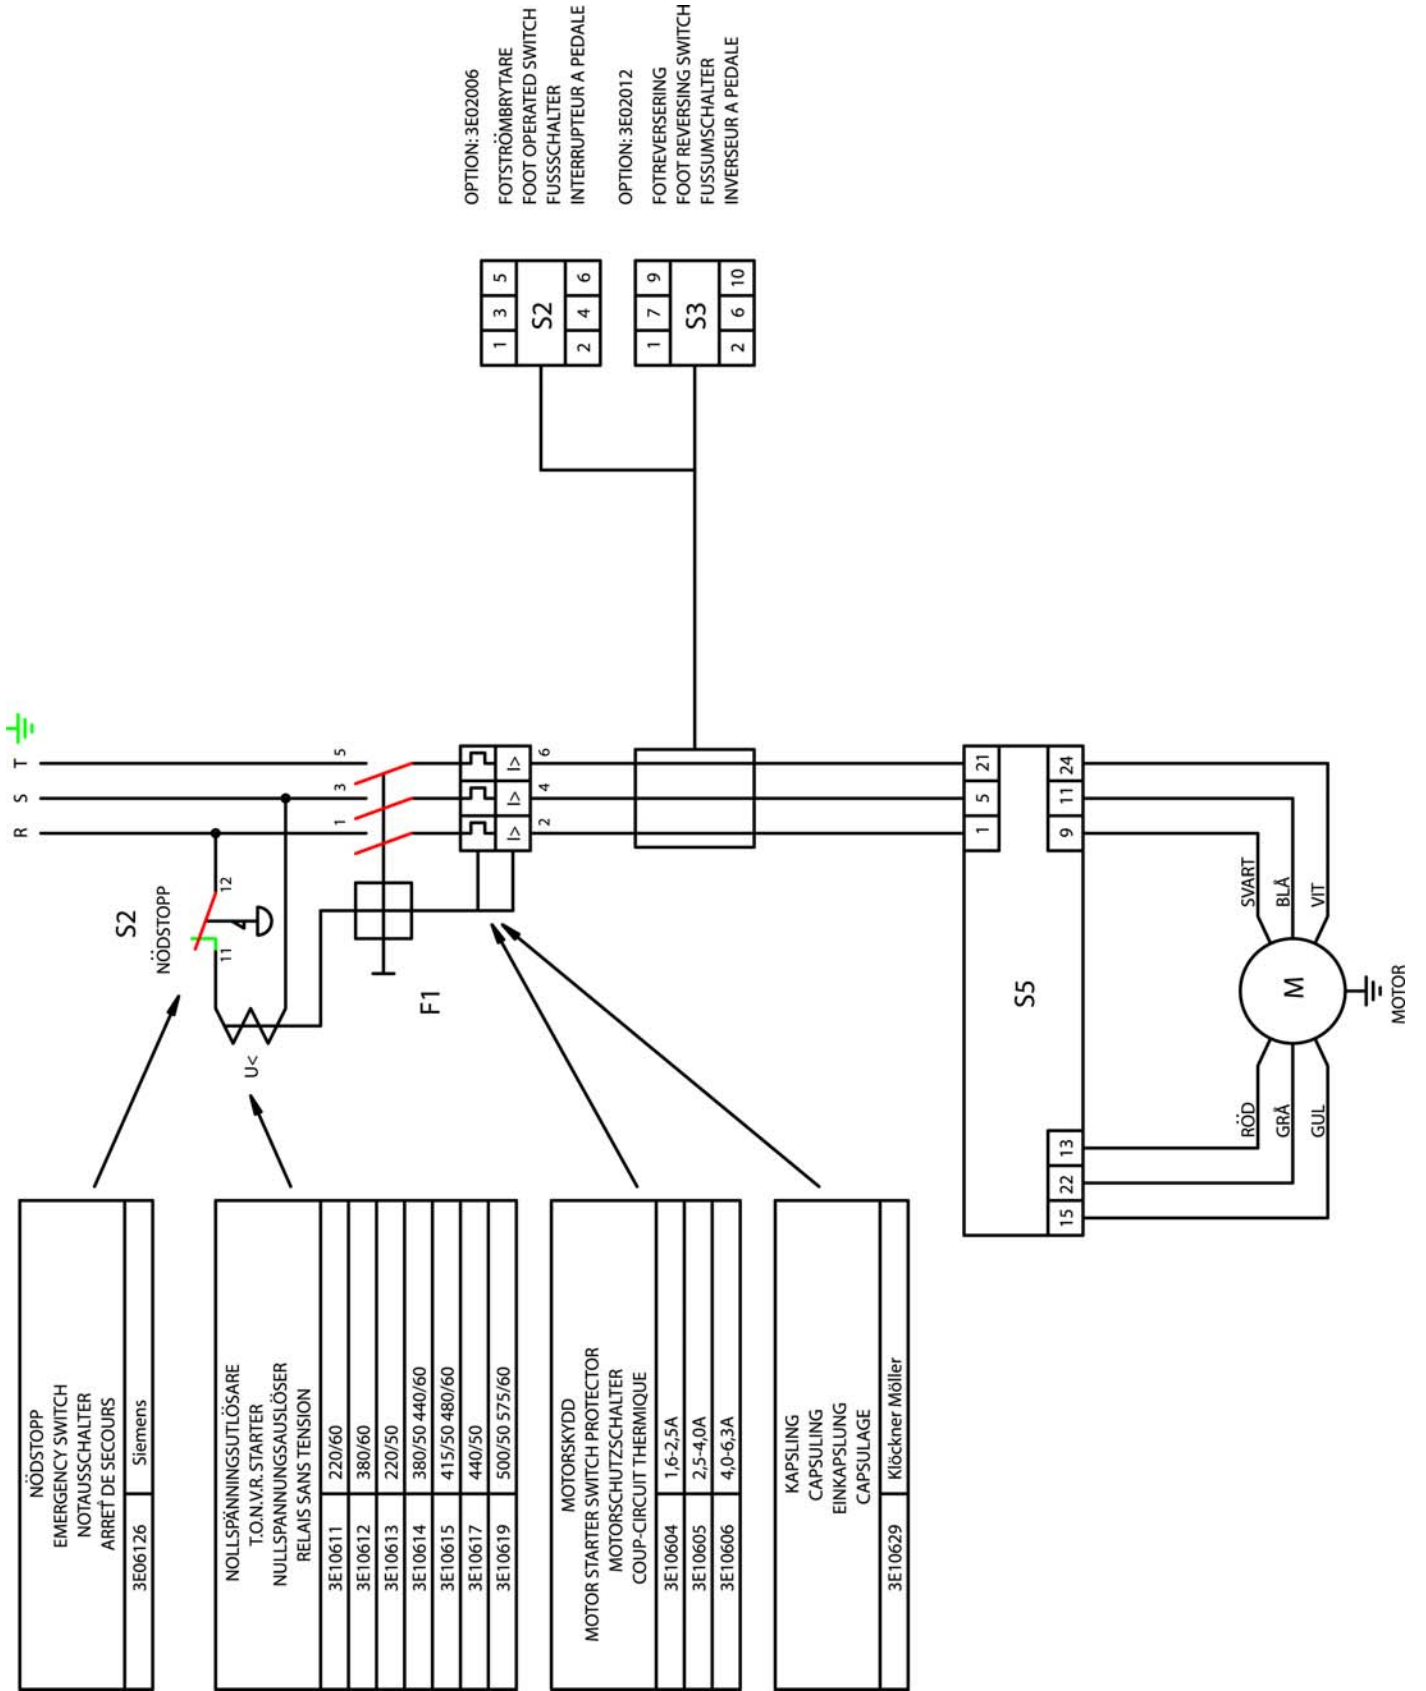 NÖDSTOPP
EMERGENCY SWITCH
NOTAUSSCHALTER
ARRET́ DE SECOURS
3E06126 Siemens
NOLLSPÄNNINGSUTLÖSARE
T.O.N.V.R. STARTER
NULLSPANNUNGSAUSLÖSER
RELAIS SANS TENSION
3E10611 220/60
3E10612 380/60
3E10613 220/50
3E10614 380/50 440/60
3E10615 415/50 480/60
3E10617 440/50
3E10619 500/50 575/60
MOTORSKYDD
MOTOR STARTER SWITCH PROTECTOR
MOTORSCHUTZSCHALTER
COUP-CIRCUIT THERMIQUE
3E10604 1,6-2,5A
3E10605 2,5-4,0A
3E10606 4,0-6,3A
KAPSLING
CAPSULING
EINKAPSLUNG
CAPSULAGE
3E10629 Klöckner Möller
R S T
S2
NÖDSTOPP
11 12
U<
1 3 5
F1
I> I> I>
2 4 6
OPTION:3E02006
FOTSTRÖMBRYTARE
FOOT OPERATED SWITCH
FUSSSCHALTER
INTERRUPTEUR A PEDALE
1 3 5
S2
2 4 6
OPTION:3E02012
FOTREVERSERING
FOOT REVERSING SWITCH
FUSSUMSCHALTER
INVERSEUR A PEDALE
1 7 9
S3
2 6 10
1 5 21
S5
15 22 13 9 11 24
RÖD SVART
GRÅ BLÅ
GUL VIT
M
MOTOR